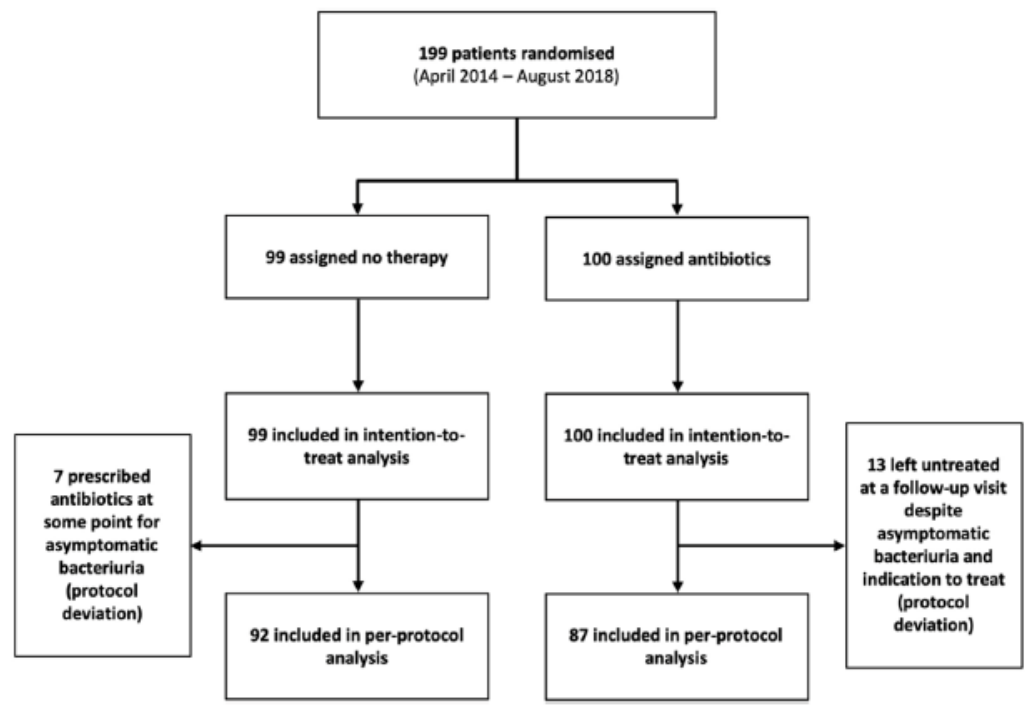 199 patients randomised
(April 2014 – August 2018)
99 assigned no therapy
100 assigned antibiotics
99 included in intention-to-
treat analysis
100 included in intention-to-
treat analysis
7 prescribed
antibiotics at
some point for
asymptomatic
bacteriuria
(protocol
deviation)
13 left untreated
at a follow-up visit
despite
asymptomatic
bacteriuria and
indication to treat
(protocol
deviation)
92 included in per-protocol
analysis
87 included in per-protocol
analysis